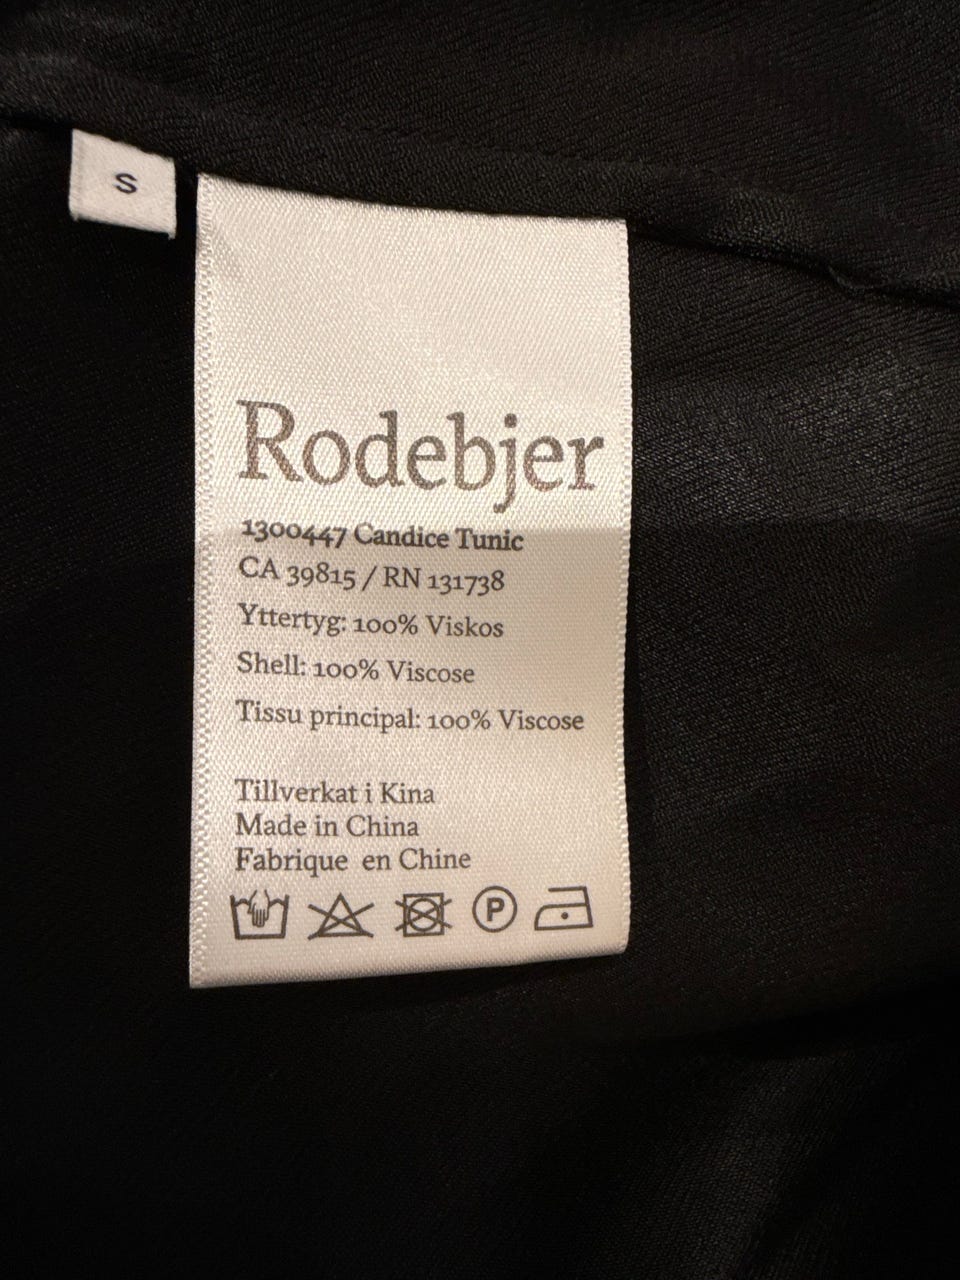 S
Rodebjer
1300447 Candice Tunic
CA 39815 / RN 131738
Yttertyg: 100% Viskos
Shell: 100% Viscose
Tissu principal: 100% Viscose
Tillverkat i Kina
Made in China
Fabrique en Chine
P